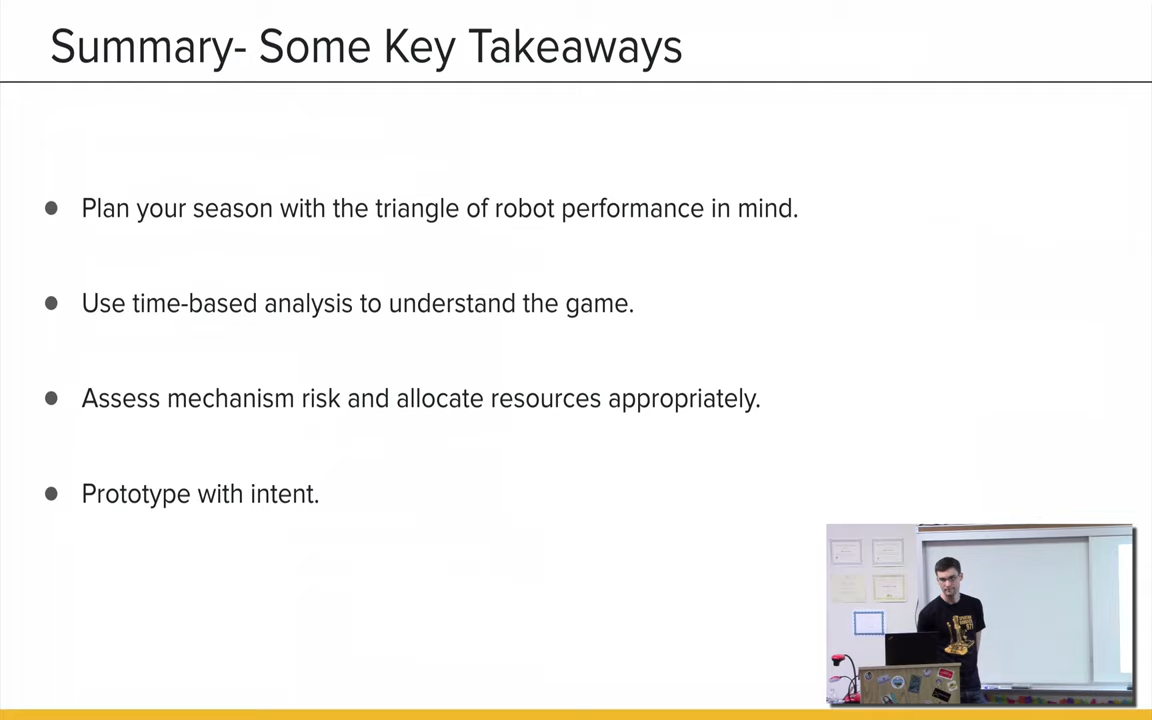 Summary- Some Key Takeaways
Plan your season with the triangle of robot performance in mind.
Use time-based analysis to understand the game.
Assess mechanism risk and allocate resources appropriately.
Prototype with intent.